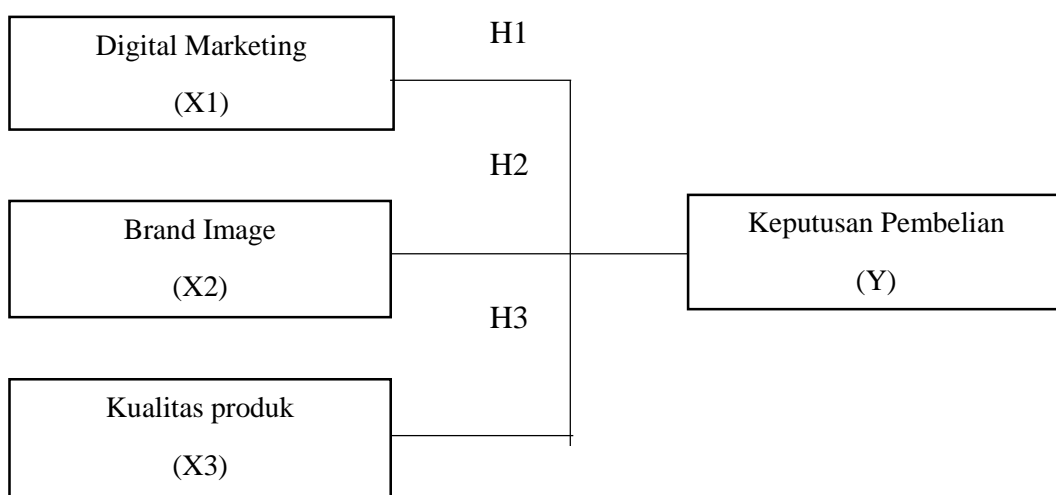 H1
Digital Marketing
(X1)
H2
Brand Image
(X2)
H3
Kualitas produk
(X3)
Keputusan Pembelian
(Y)